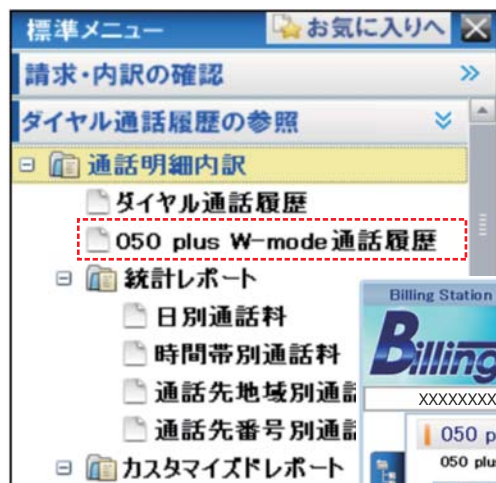 標準メニュー お気に入りへ
請求・内訳の確認
ダイヤル通話履歴の参照
通話明細内訳
ダイヤル通話履歴
050 plus W-mode通話履歴
統計レポート
日別通話料
時間帯別通話料
通話先地域別通話
通話先番号別通話
カスタマイズドレポート
Billing Station
Billing
XXXXXXXX
050 p
050 plus